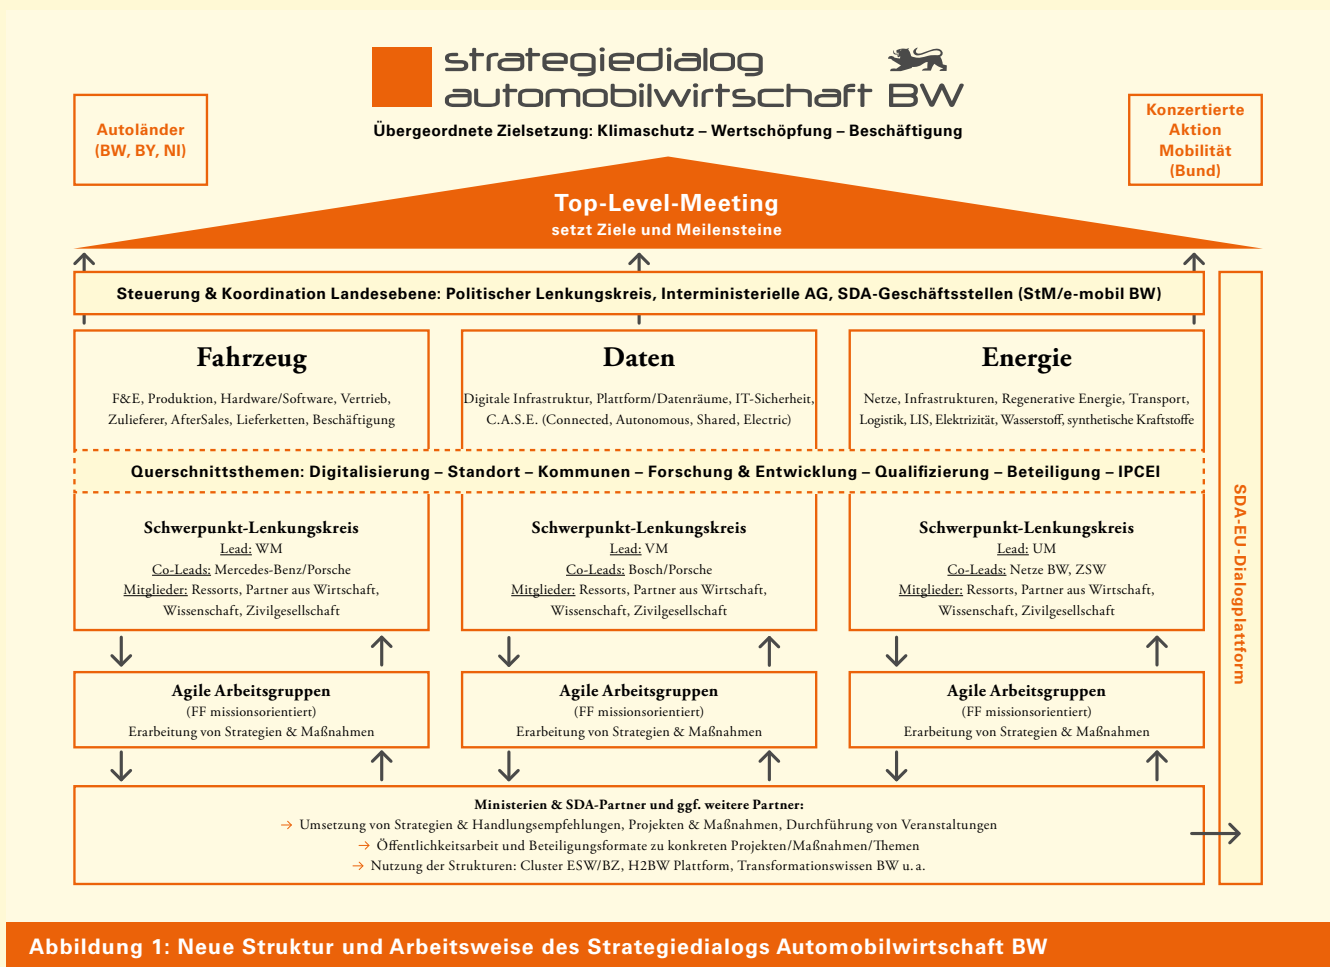 strategiedialog
automobilwirtschaft BW
Übergeordnete Zielsetzung: Klimaschutz – Wertschöpfung – Beschäftigung
Autoländer
(BW, BY, NI)
Konzertierte
Aktion
Mobilität
(Bund)
Top-Level-Meeting
setzt Ziele und Meilensteine
Steuerung & Koordination Landesebene: Politischer Lenkungskreis, Interministerielle AG, SDA-Geschäftsstellen (StM/e-mobil BW)
Fahrzeug
F&E, Produktion, Hardware/Software, Vertrieb,
Zulieferer, AfterSales, Lieferketten, Beschäftigung
Daten
Digitale Infrastruktur, Plattform/Datenräume, IT-Sicherheit,
C.A.S.E. (Connected, Autonomous, Shared, Electric)
Energie
Netze, Infrastrukturen, Regenerative Energie, Transport,
Logistik, LIS, Elektrizität, Wasserstoff, synthetische Kraftstoffe
Querschnittsthemen: Digitalisierung – Standort – Kommunen – Forschung & Entwicklung – Qualifizierung – Beteiligung – IPCEI
Schwerpunkt-Lenkungskreis
Lead: WM
Co-Leads: Mercedes-Benz/Porsche
Mitglieder: Ressorts, Partner aus Wirtschaft,
Wissenschaft, Zivilgesellschaft
Schwerpunkt-Lenkungskreis
Lead: VM
Co-Leads: Bosch/Porsche
Mitglieder: Ressorts, Partner aus Wirtschaft,
Wissenschaft, Zivilgesellschaft
Schwerpunkt-Lenkungskreis
Lead: UM
Co-Leads: Netze BW, ZSW
Mitglieder: Ressorts, Partner aus Wirtschaft,
Wissenschaft, Zivilgesellschaft
Agile Arbeitsgruppen
(FF missionsorientiert)
Erarbeitung von Strategien & Maßnahmen
Agile Arbeitsgruppen
(FF missionsorientiert)
Erarbeitung von Strategien & Maßnahmen
Agile Arbeitsgruppen
(FF missionsorientiert)
Erarbeitung von Strategien & Maßnahmen
Ministerien & SDA-Partner und ggf. weitere Partner:
→ Umsetzung von Strategien & Handlungsempfehlungen, Projekten & Maßnahmen, Durchführung von Veranstaltungen
→ Öffentlichkeitsarbeit und Beteiligungsformate zu konkreten Projekten/Maßnahmen/Themen
→ Nutzung der Strukturen: Cluster ESW/BZ, H2BW Plattform, Transformationswissen BW u. a.
SDA-EU-Dialogplattform
Abbildung 1: Neue Struktur und Arbeitsweise des Strategiedialogs Automobilwirtschaft BW